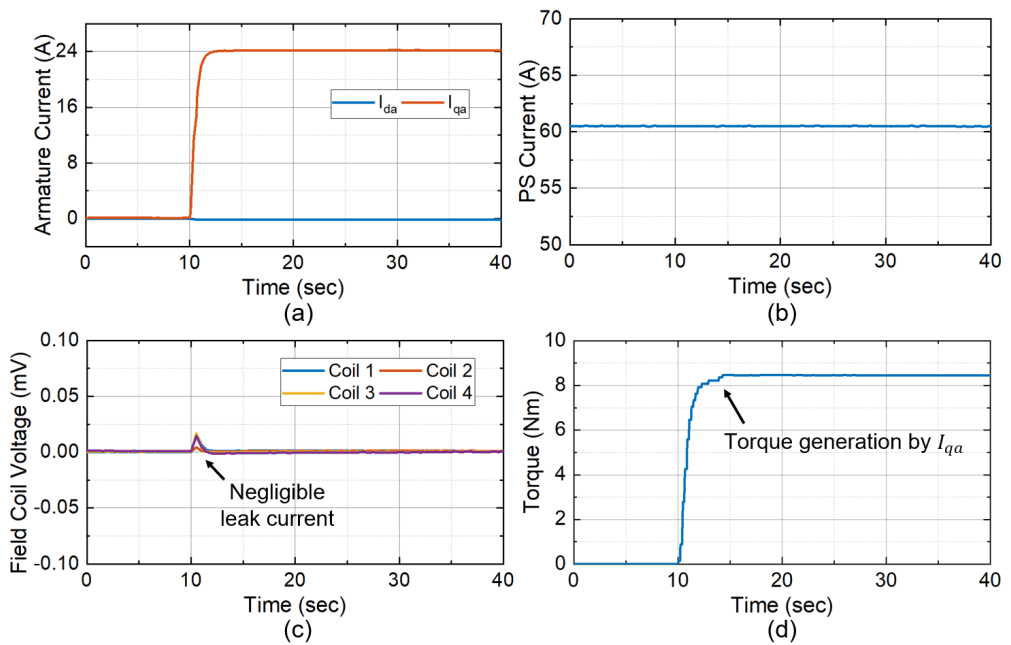 Armature Current (A)
24
16
8
0
I_da I_qa
0 10 20 30 40
Time (sec)
(a)
PS Current (A)
70
65
60
55
50
0 10 20 30 40
Time (sec)
(b)
Field Coil Voltage (mV)
0.10
0.05
0.00
-0.05
-0.10
Coil 1 Coil 2
Coil 3 Coil 4
Negligible
leak current
0 10 20 30 40
Time (sec)
(c)
Torque (Nm)
10
8
6
4
2
0
Torque generation by I_qa
0 10 20 30 40
Time (sec)
(d)